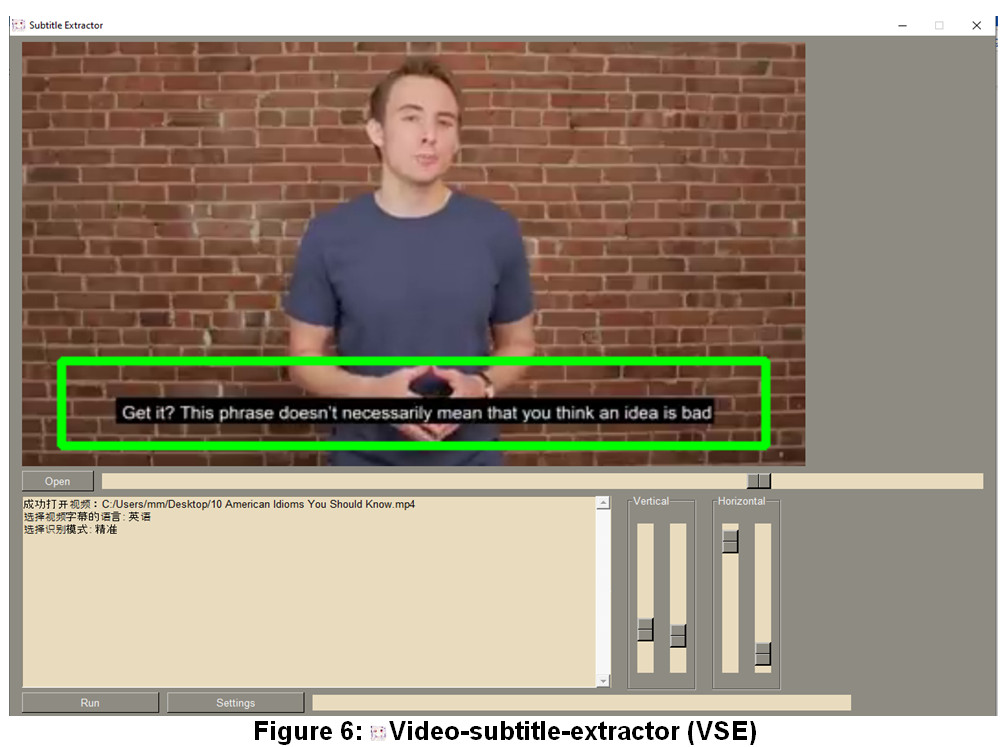 Subtitle Extractor
Get it? This phrase doesn't necessarily mean that you think an idea is bad
Open
成功打开视频：C:/Users/mm/Desktop/10 American Idioms You Should Know.mp4
选择视频字幕的语言: 英语
选择识别模式: 精准
Vertical
Horizontal
Run
Settings
Figure 6: Video-subtitle-extractor (VSE)